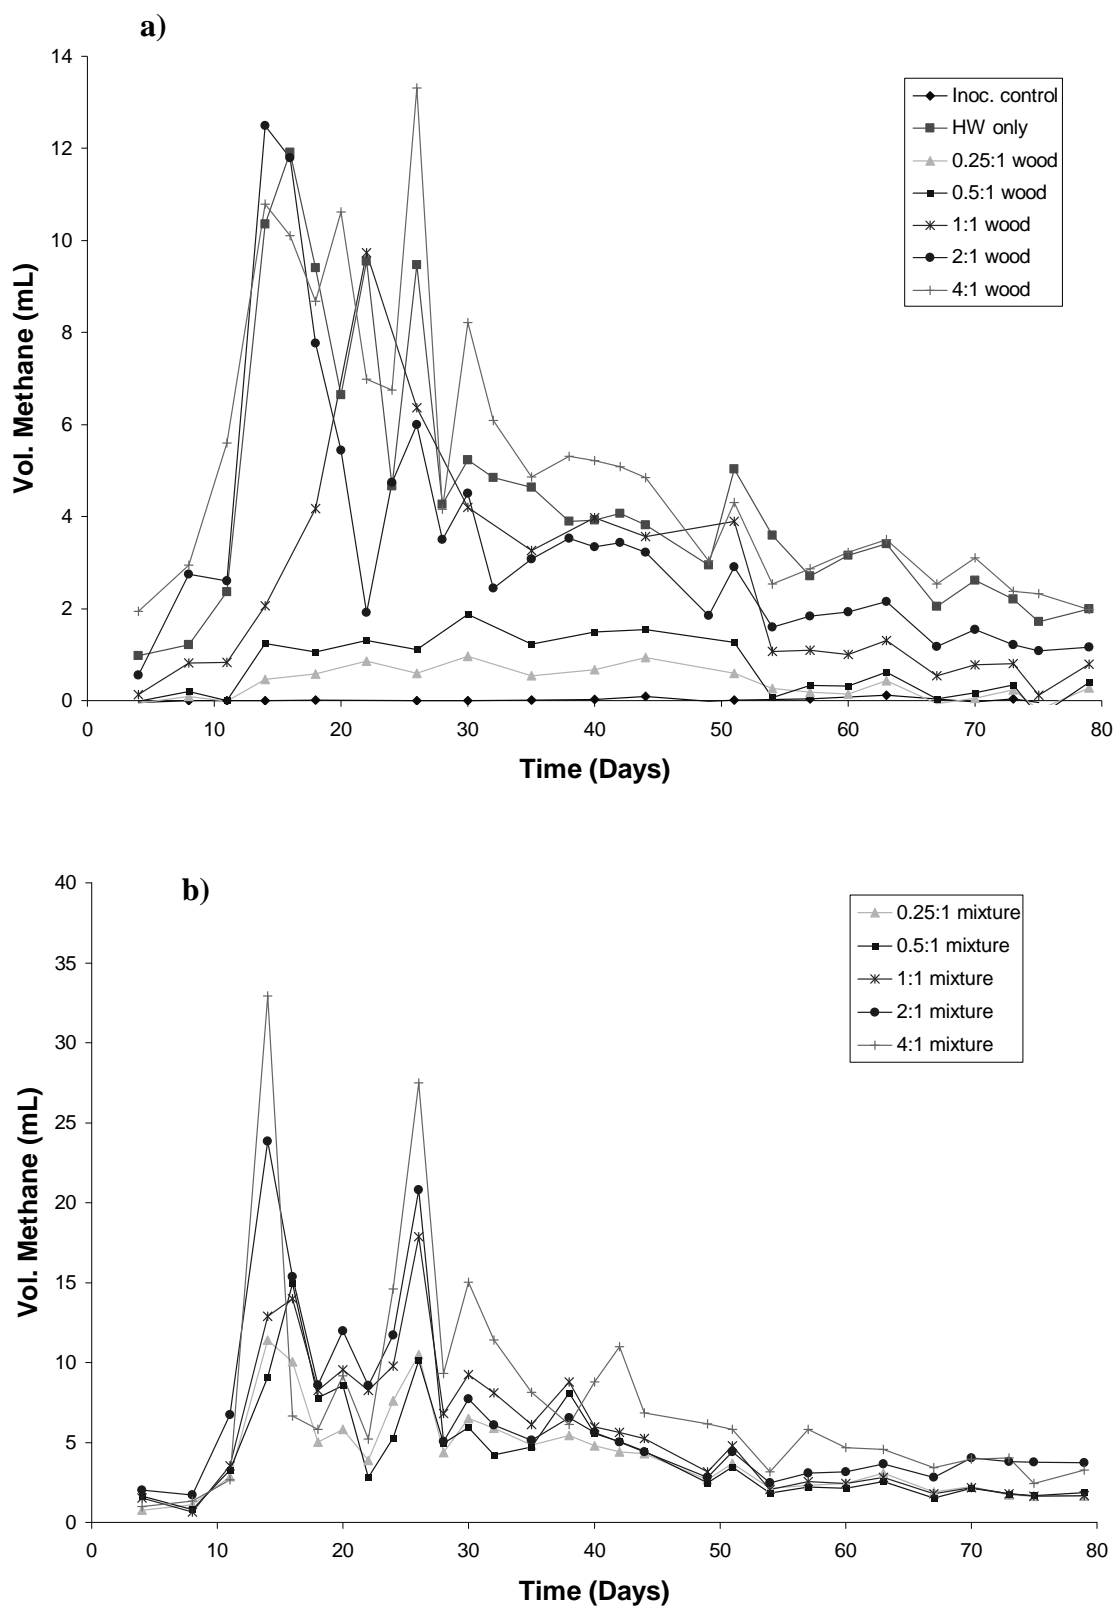 a)
14
12
10
8
6
4
2
0
Vol. Methane (mL)
0 10 20 30 40 50 60 70 80
Time (Days)
Inoc. control
HW only
0.25:1 wood
0.5:1 wood
1:1 wood
2:1 wood
4:1 wood
b)
40
35
30
25
20
15
10
5
0
Vol. Methane (mL)
0 10 20 30 40 50 60 70 80
Time (Days)
0.25:1 mixture
0.5:1 mixture
1:1 mixture
2:1 mixture
4:1 mixture